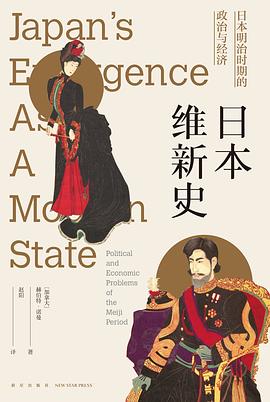 Japan's
Emergence
As
A
Modern
State
日本明治时期的
政治与经济
日本
维新史
Political
and
Economic
Problems
of
the
Meiji
Period
[加拿大]
赫伯特·诺曼
著
赵阳
译
新星出版社 NEW STAR PRESS